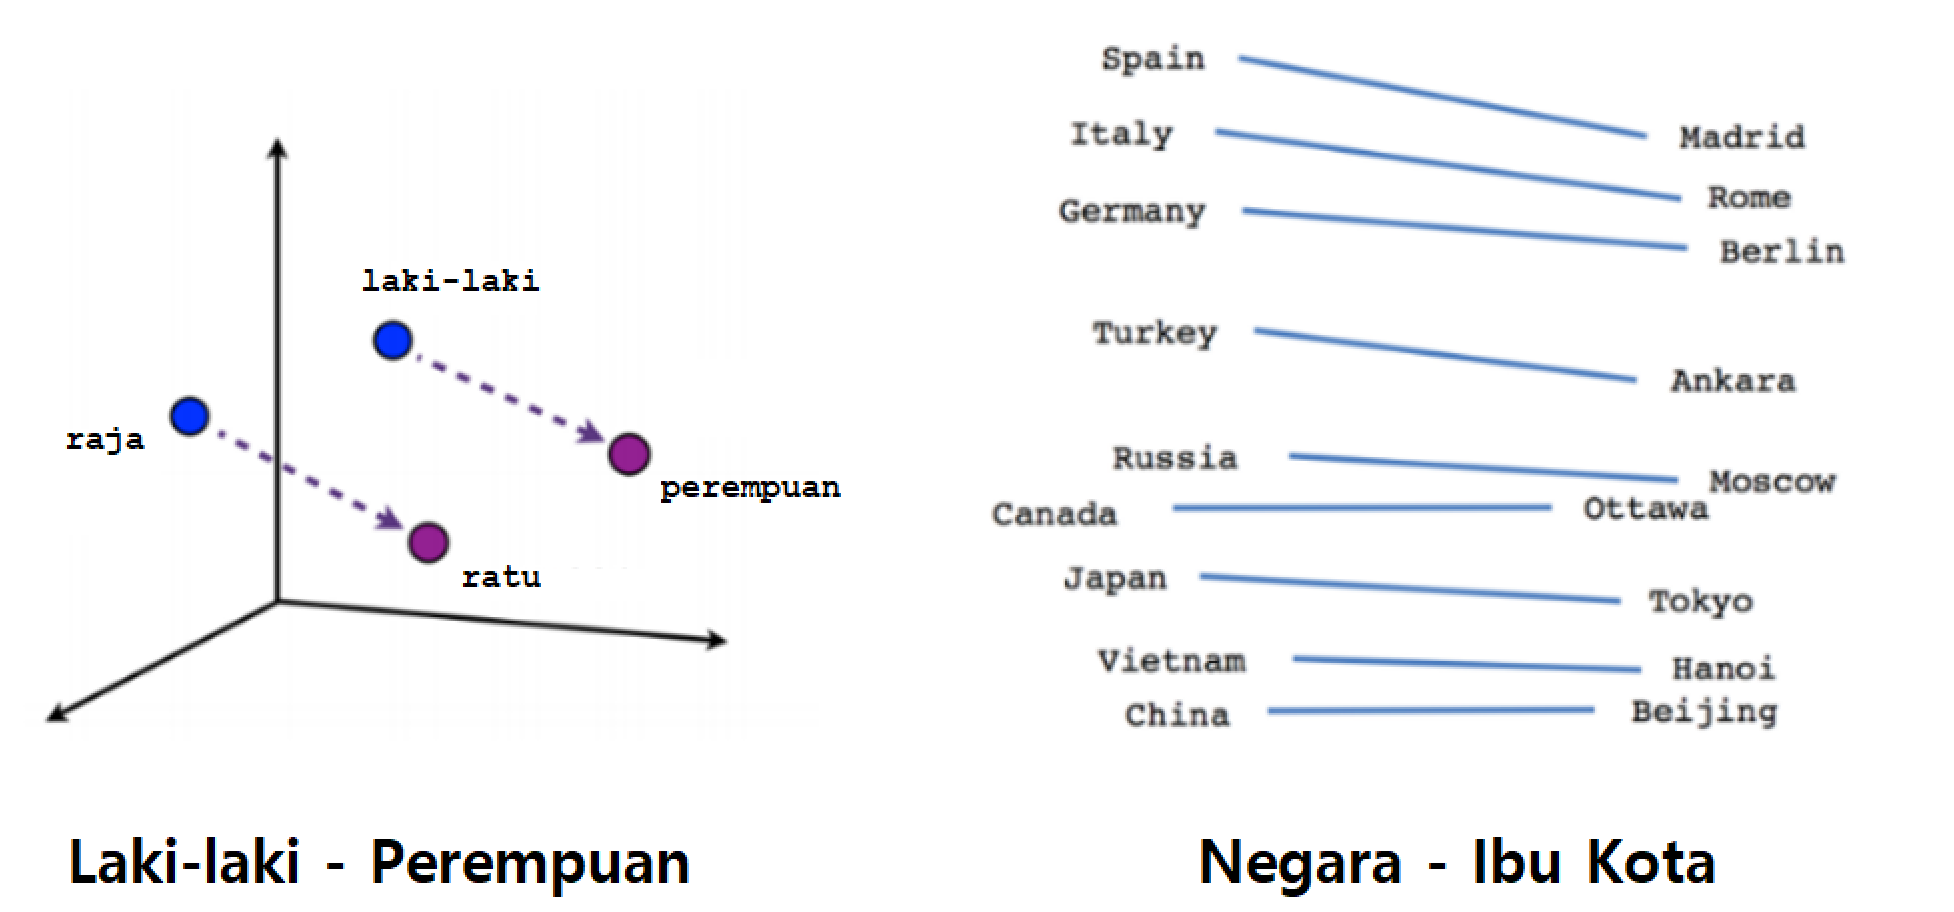 laki-laki
raja
perempuan
ratu
Laki-laki - Perempuan
Spain
Madrid
Italy
Rome
Germany
Berlin
Turkey
Ankara
Russia
Moscow
Canada
Ottawa
Japan
Tokyo
Vietnam
Hanoi
China
Beijing
Negara - Ibu Kota